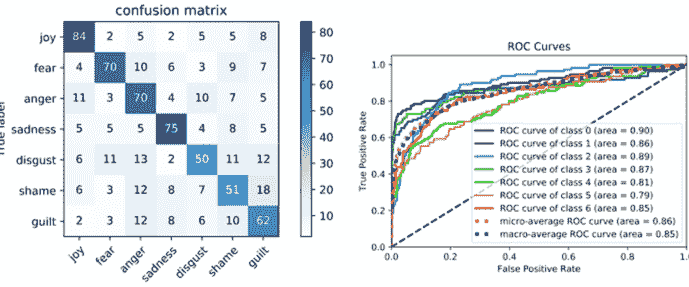 confusion matrix
joy 84 2 5 2 5 5 8
fear 4 70 10 6 3 9 7
anger 11 3 70 4 10 7 5
sadness 5 5 5 75 4 8 5
disgust 6 11 13 2 50 11 12
shame 6 3 12 8 7 51 18
guilt 2 3 12 8 6 10 62
joy fear anger sadness disgust shame guilt
True label
80
70
60
50
40
30
20
10
ROC Curves
True Positive Rate
1.0
0.8
0.6
0.4
0.2
0.0
ROC curve of class 0 (area = 0.90)
ROC curve of class 1 (area = 0.86)
ROC curve of class 2 (area = 0.89)
ROC curve of class 3 (area = 0.87)
ROC curve of class 4 (area = 0.81)
ROC curve of class 5 (area = 0.79)
ROC curve of class 6 (area = 0.85)
micro-average ROC curve (area = 0.86)
macro-average ROC curve (area = 0.85)
0.0 0.2 0.4 0.6 0.8 1.0
False Positive Rate